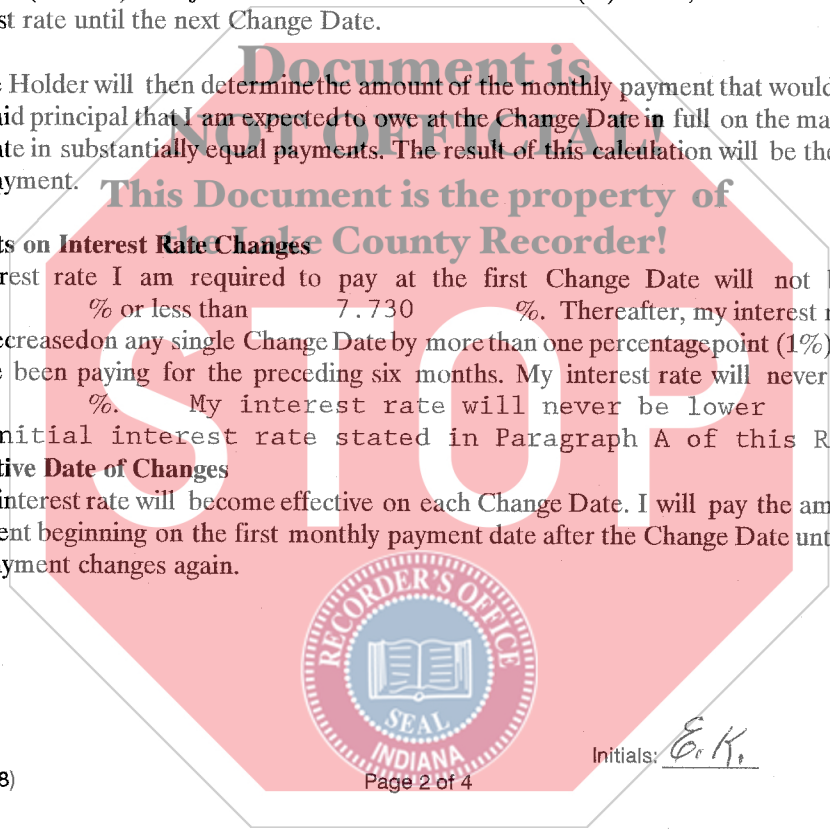 st rate until the next Change Date.
Document is
Holder will then determine the amount of the monthly payment that would
id principal that I am expected to owe at the Change Date in full on the ma
NOT OFFICIAL!
te in substantially equal payments. The result of this calculation will be the
yment.
This Document is the property of
the Lake County Recorder!
ts on Interest Rate Changes
rest rate I am required to pay at the first Change Date will not
% or less than 7.730 %. Thereafter, my interest
creased on any single Change Date by more than one percentage point (1%)
been paying for the preceding six months. My interest rate will never
%. My interest rate will never be lower
nitial interest rate stated in Paragraph A of this R
tive Date of Changes
interest rate will become effective on each Change Date. I will pay the am
ent beginning on the first monthly payment date after the Change Date unt
yment changes again.
STOP
RECORDER'S OFFICE
SEAL
INDIANA
Initials: E. K.
8)
Page 2 of 4